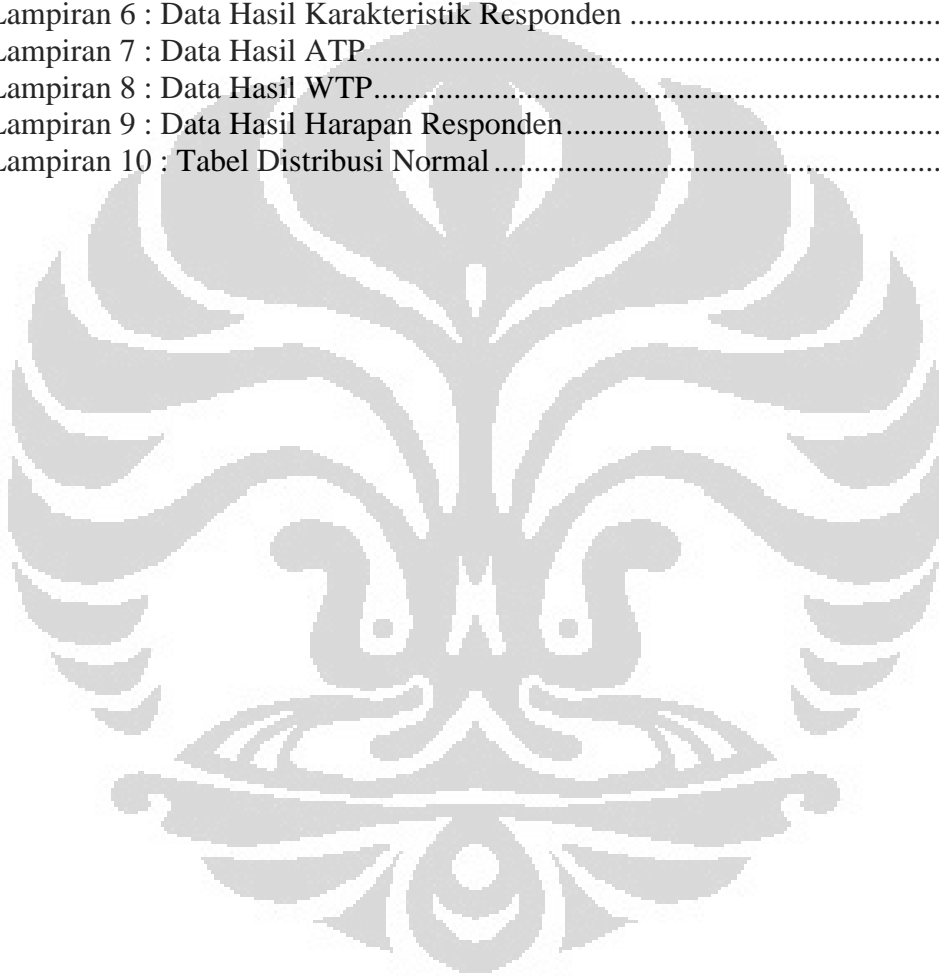 Lampiran 6 : Data Hasil Karakteristik Responden ......................................
Lampiran 7 : Data Hasil ATP......................................................................
Lampiran 8 : Data Hasil WTP.....................................................................
Lampiran 9 : Data Hasil Harapan Responden..............................................
Lampiran 10 : Tabel Distribusi Normal.......................................................